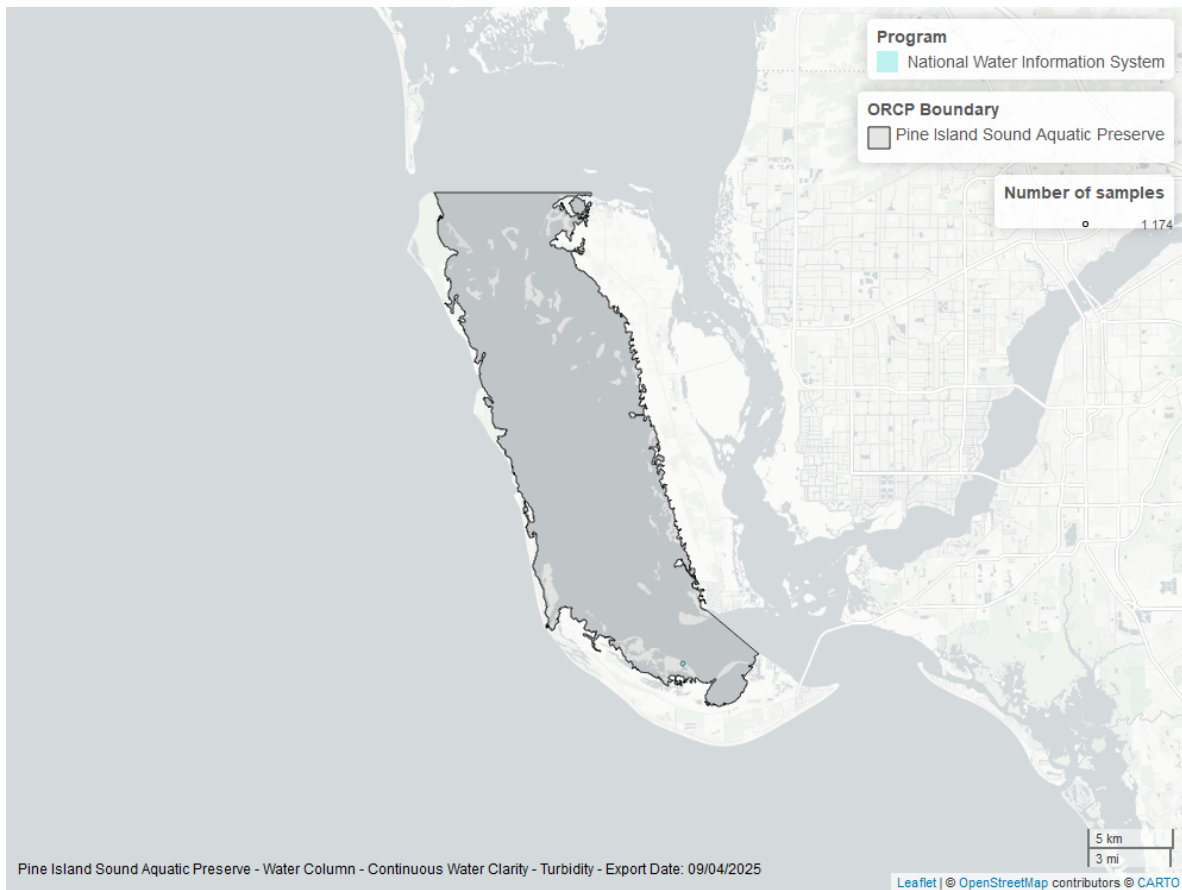 Program
National Water Information System
ORCP Boundary
Pine Island Sound Aquatic Preserve
Number of samples
1,174
5 km
3 mi
Pine Island Sound Aquatic Preserve - Water Column - Continuous Water Clarity - Turbidity - Export Date: 09/04/2025
Leaflet | © OpenStreetMap contributors © CARTO